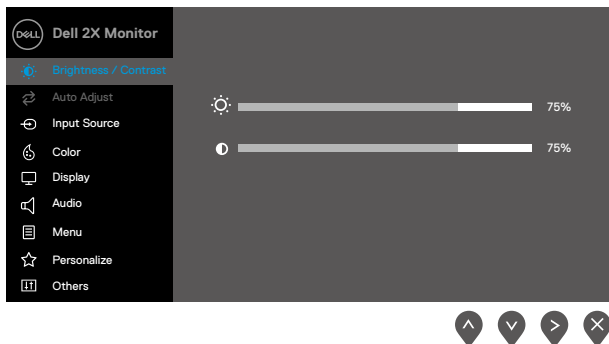 DELL Dell 2X Monitor
Brightness / Contrast
Auto Adjust
Input Source
Color
Display
Audio
Menu
Personalize
Others
75%
75%